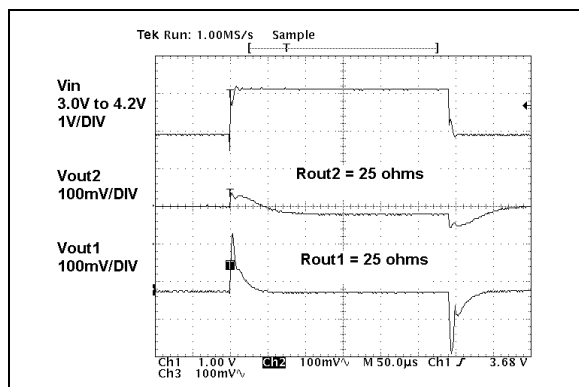 Tek Run: 1.00MS/s Sample
Vin
3.0V to 4.2V
1V/DIV
Vout2
100mV/DIV
Rout2 = 25 ohms
Vout1
100mV/DIV
Rout1 = 25 ohms
T
Ch1 1.00 V Ch2 100mV∿ M 50.0µs Ch1 ƒ 3.68 V
Ch3 100mV∿